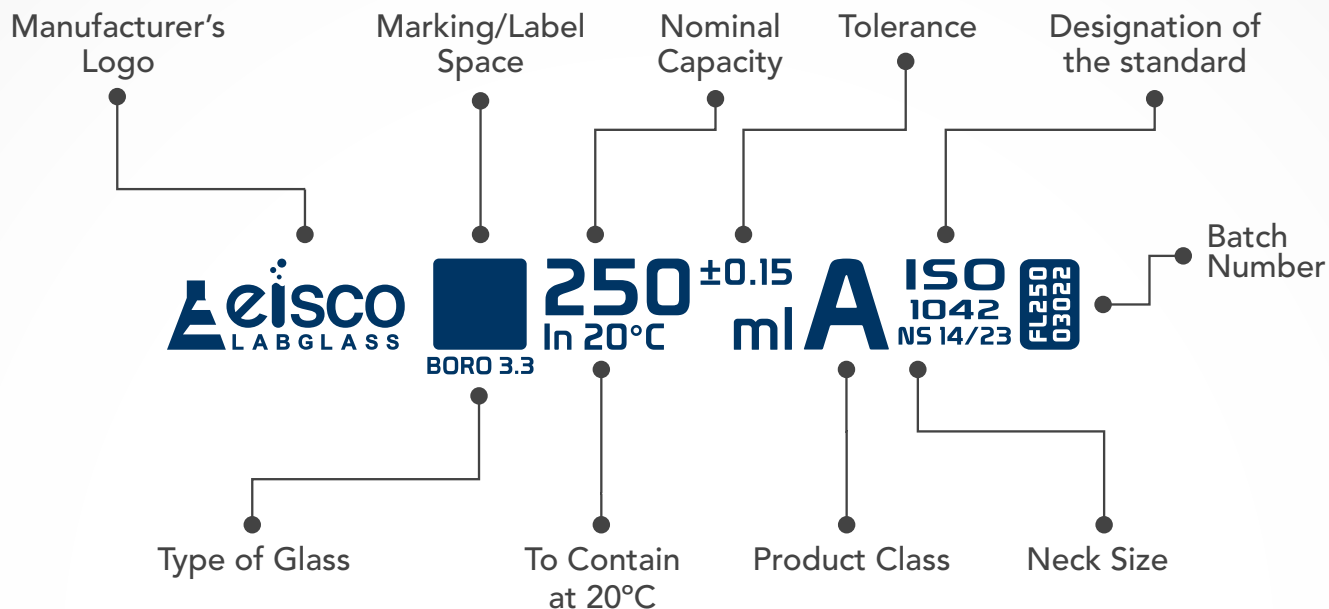 Manufacturer's
Logo
Marking/Label
Space
Nominal
Capacity
Tolerance
Designation of
the standard
Batch
Number
eisco
LABGLASS
BORO 3.3
250
±0.15
ml
In 20°C
A
ISO
1042
NS 14/23
FL250
03022
Type of Glass
To Contain
at 20ºC
Product Class
Neck Size